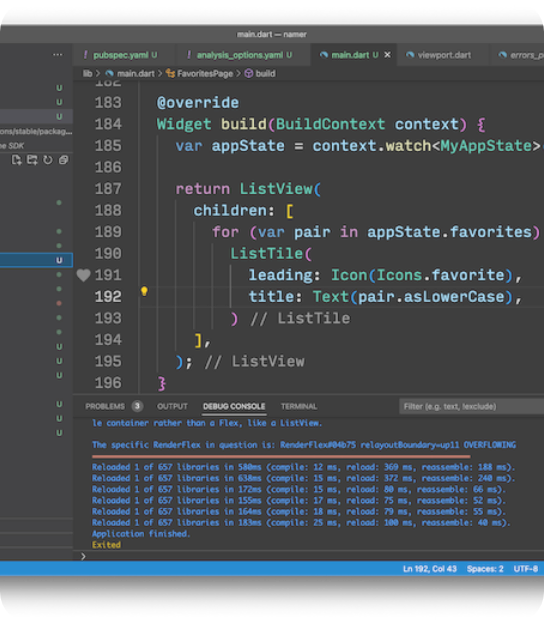 main.dart — namer
pubspec.yaml U
analysis_options.yaml U
main.dart U
viewport.dart
errors_p
lib > main.dart > FavoritesPage > build
ons/stable/packag...
e SDK
U
U
U
U
U
U
U
U
U
U
182
183 @override
184 Widget build(BuildContext context) {
185 var appState = context.watch<MyAppState>
186
187 return ListView(
188 children: [
189 for (var pair in appState.favorites)
190 ListTile(
191 leading: Icon(Icons.favorite),
192 title: Text(pair.asLowerCase),
193 ) // ListTile
194 ],
195 ); // ListView
196 }
PROBLEMS 3 OUTPUT DEBUG CONSOLE TERMINAL Filter (e.g. text, !exclude)
le container rather than a Flex, like a ListView.
The specific RenderFlex in question is: RenderFlex#04b75 relayoutBoundary=up11 OVERFLOWING
Reloaded 1 of 657 libraries in 580ms (compile: 12 ms, reload: 369 ms, reassemble: 188 ms).
Reloaded 1 of 657 libraries in 638ms (compile: 15 ms, reload: 372 ms, reassemble: 240 ms).
Reloaded 1 of 657 libraries in 172ms (compile: 15 ms, reload: 80 ms, reassemble: 66 ms).
Reloaded 1 of 657 libraries in 155ms (compile: 17 ms, reload: 75 ms, reassemble: 52 ms).
Reloaded 1 of 657 libraries in 164ms (compile: 18 ms, reload: 79 ms, reassemble: 55 ms).
Reloaded 1 of 657 libraries in 183ms (compile: 25 ms, reload: 100 ms, reassemble: 40 ms).
Application finished.
Exited
>
Ln 192, Col 43 Spaces: 2 UTF-8